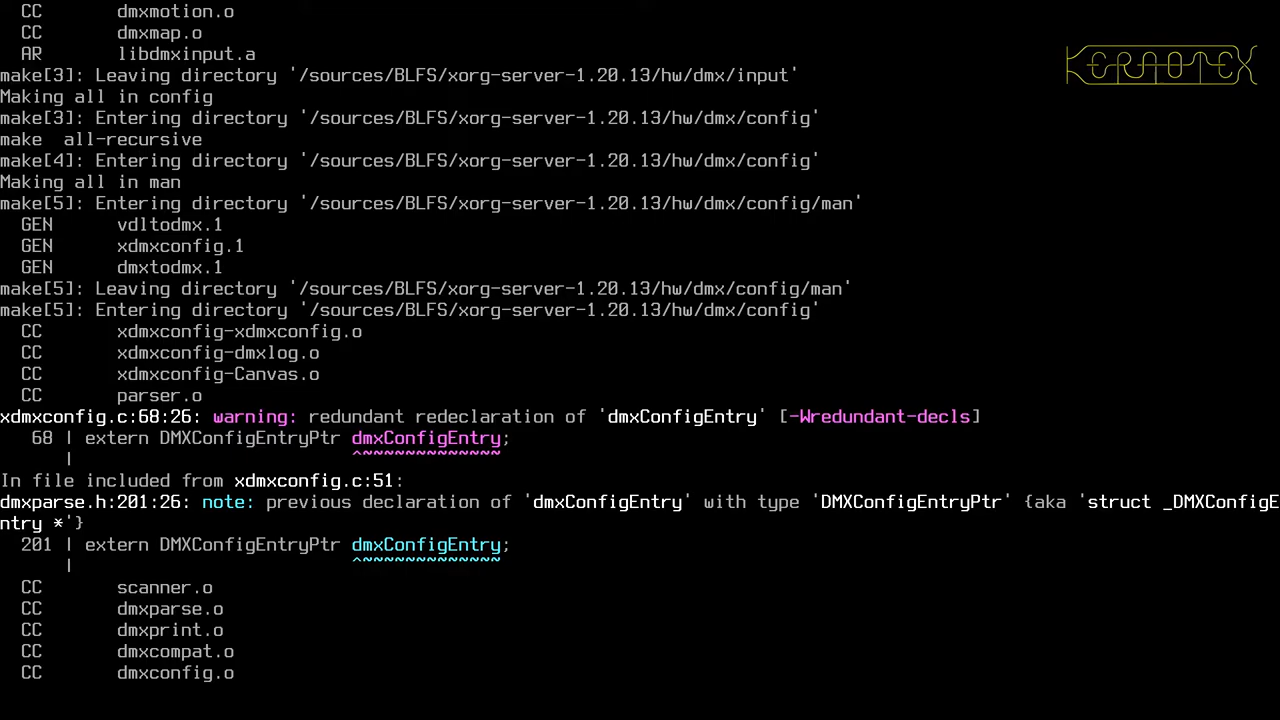 CC dmxmotion.o
CC dmxmap.o
AR libdmxinput.a
make[3]: Leaving directory '/sources/BLFS/xorg-server-1.20.13/hw/dmx/input'
KERAOTEX
Making all in config
make[3]: Entering directory '/sources/BLFS/xorg-server-1.20.13/hw/dmx/config'
make all-recursive
make[4]: Entering directory '/sources/BLFS/xorg-server-1.20.13/hw/dmx/config'
Making all in man
make[5]: Entering directory '/sources/BLFS/xorg-server-1.20.13/hw/dmx/config/man'
GEN vdltodmx.1
GEN xdmxconfig.1
GEN dmxtodmx.1
make[5]: Leaving directory '/sources/BLFS/xorg-server-1.20.13/hw/dmx/config/man'
make[5]: Entering directory '/sources/BLFS/xorg-server-1.20.13/hw/dmx/config'
CC xdmxconfig-xdmxconfig.o
CC xdmxconfig-dmxlog.o
CC xdmxconfig-Canvas.o
CC parser.o
xdmxconfig.c:68:26: warning: redundant redeclaration of 'dmxConfigEntry' [-Wredundant-decls]
68 | extern DMXConfigEntryPtr dmxConfigEntry;
| ^~~~~~~~~~~~~~
In file included from xdmxconfig.c:51:
dmxparse.h:201:26: note: previous declaration of 'dmxConfigEntry' with type 'DMXConfigEntryPtr' {aka 'struct _DMXConfigE
ntry *'}
201 | extern DMXConfigEntryPtr dmxConfigEntry;
| ^~~~~~~~~~~~~~
CC scanner.o
CC dmxparse.o
CC dmxprint.o
CC dmxcompat.o
CC dmxconfig.o